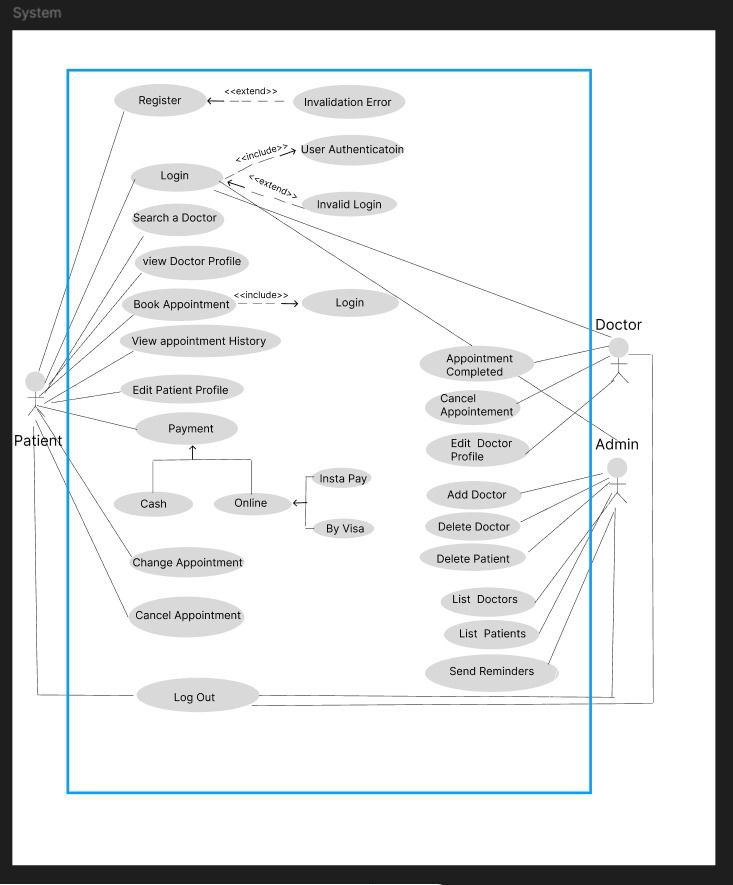 System
Register
<<extend>>
Invalidation Error
Login
<<include>>
User Authenticatoin
<<extend>>
Invalid Login
Search a Doctor
view Doctor Profile
Book Appointment
<<include>>
Login
View appointment History
Edit Patient Profile
Payment
Cash
Online
Insta Pay
By Visa
Change Appointment
Cancel Appointment
Log Out
Patient
Doctor
Appointment
Completed
Cancel
Appointement
Edit Doctor
Profile
Admin
Add Doctor
Delete Doctor
Delete Patient
List Doctors
List Patients
Send Reminders